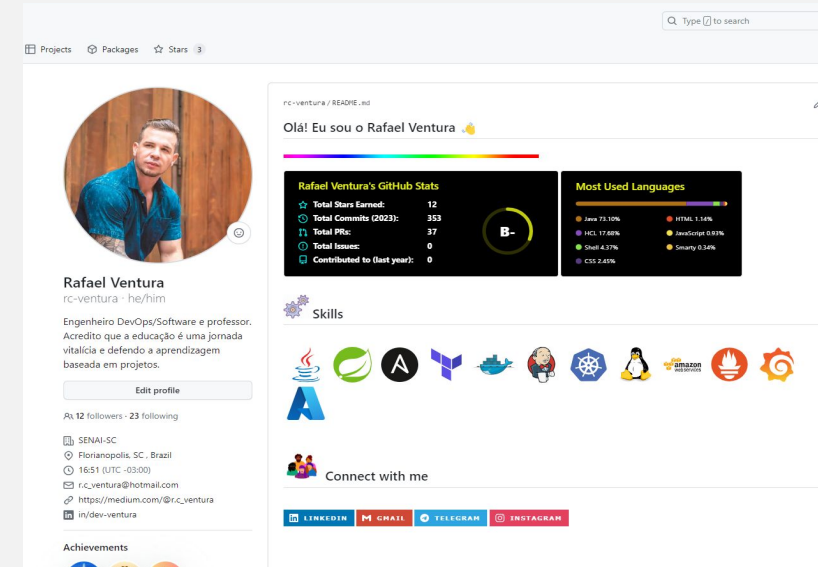 Type / to search
Projects
Packages
Stars 3
rc-ventura / README.md
Olá! Eu sou o Rafael Ventura
Rafael Ventura's GitHub Stats
Total Stars Earned: 12
Total Commits (2023): 353
Total PRs: 37
Total Issues: 0
Contributed to (last year): 0
B-
Most Used Languages
Java 73.10%
HCL 17.68%
Shell 4.37%
CSS 2.45%
HTML 1.14%
JavaScript 0.93%
Smarty 0.34%
Rafael Ventura
rc-ventura · he/him
Engenheiro DevOps/Software e professor.
Acredito que a educação é uma jornada
vitalícia e defendo a aprendizagem
baseada em projetos.
Edit profile
12 followers · 23 following
SENAI-SC
Florianopolis, SC , Brazil
16:51 (UTC -03:00)
r.c_ventura@hotmail.com
https://medium.com/@r.c_ventura
in/dev-ventura
Achievements
Skills
Java
A
amazon
web services
Connect with me
LINKEDIN
GMAIL
TELEGRAM
INSTAGRAM